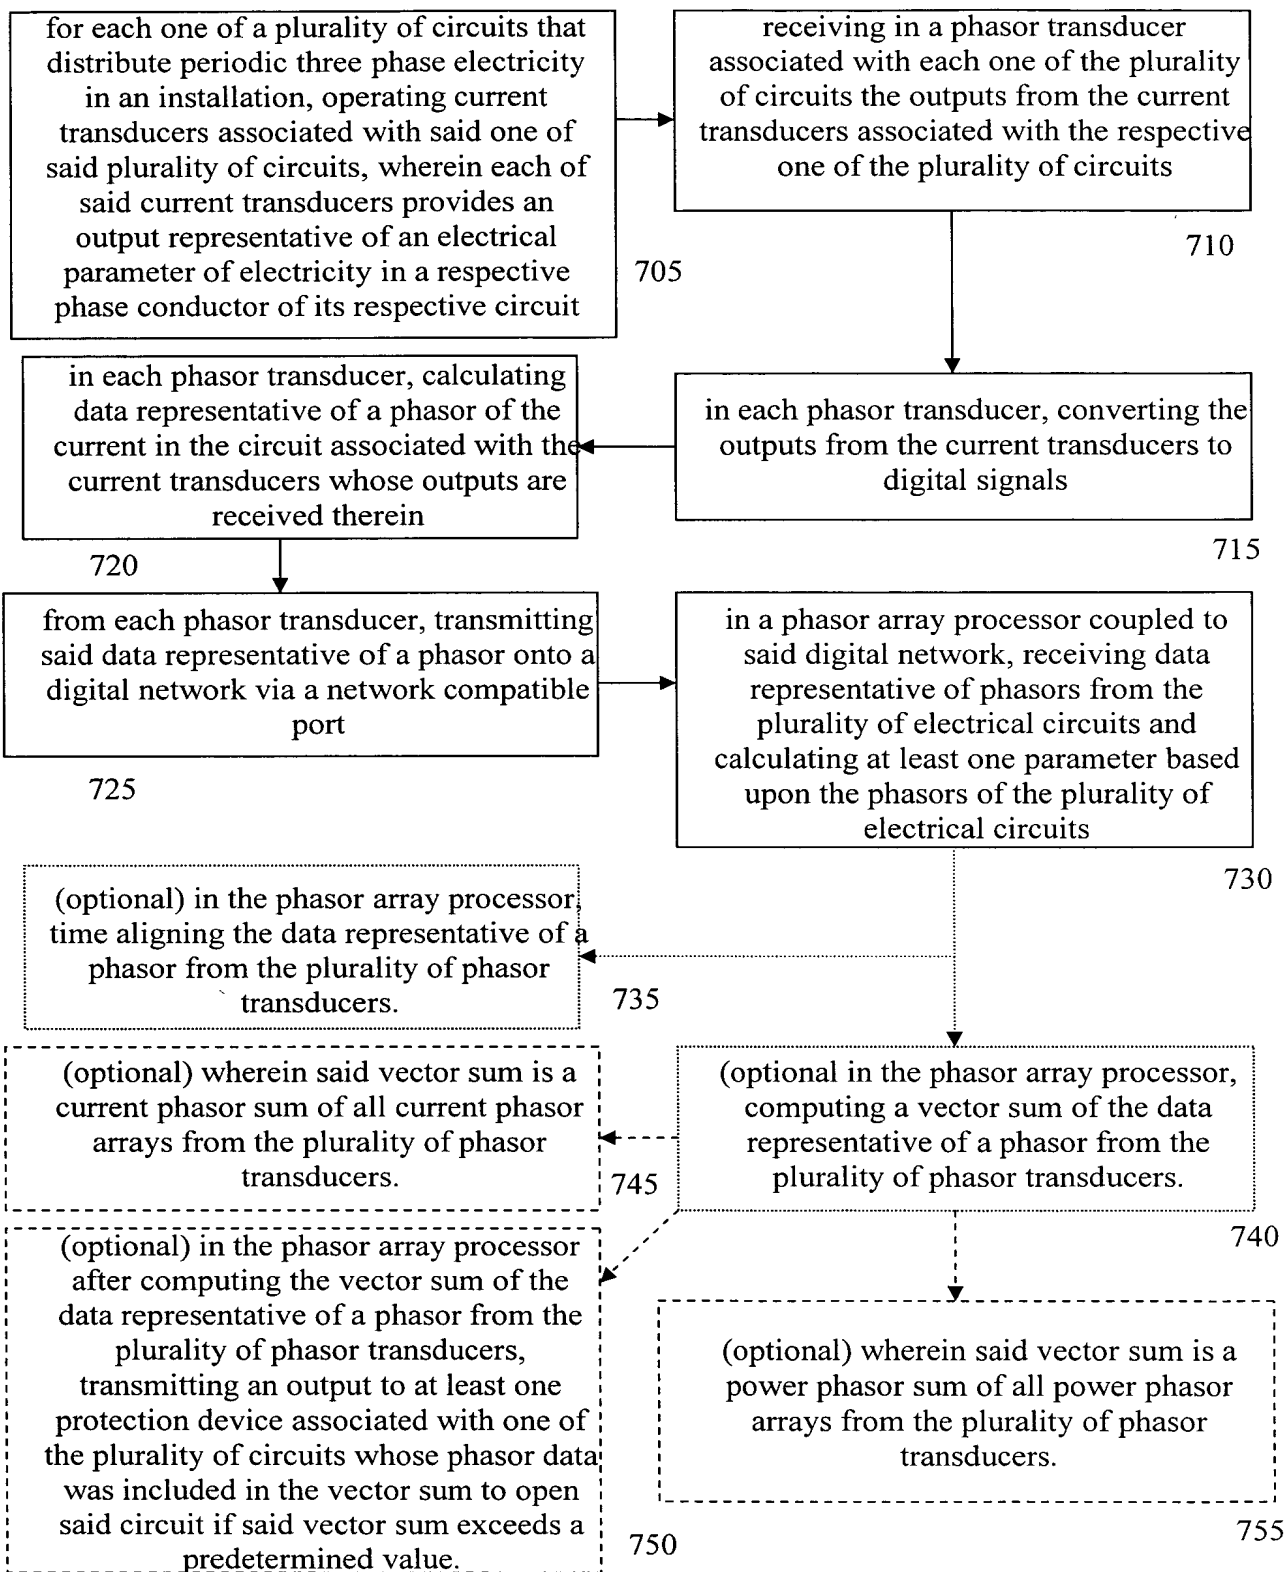 for each one of a plurality of circuits that
distribute periodic three phase electricity
in an installation, operating current
transducers associated with said one of
said plurality of circuits, wherein each of
said current transducers provides an
output representative of an electrical
parameter of electricity in a respective
phase conductor of its respective circuit
705
receiving in a phasor transducer
associated with each one of the plurality
of circuits the outputs from the current
transducers associated with the respective
one of the plurality of circuits
710
in each phasor transducer, converting the
outputs from the current transducers to
digital signals
715
in each phasor transducer, calculating
data representative of a phasor of the
current in the circuit associated with the
current transducers whose outputs are
received therein
720
from each phasor transducer, transmitting
said data representative of a phasor onto a
digital network via a network compatible
port
725
in a phasor array processor coupled to
said digital network, receiving data
representative of phasors from the
plurality of electrical circuits and
calculating at least one parameter based
upon the phasors of the plurality of
electrical circuits
730
(optional) in the phasor array processor,
time aligning the data representative of a
phasor from the plurality of phasor
transducers.
735
(optional in the phasor array processor,
computing a vector sum of the data
representative of a phasor from the
plurality of phasor transducers.
740
(optional) wherein said vector sum is a
current phasor sum of all current phasor
arrays from the plurality of phasor
transducers.
745
(optional) in the phasor array processor
after computing the vector sum of the
data representative of a phasor from the
plurality of phasor transducers,
transmitting an output to at least one
protection device associated with one of
the plurality of circuits whose phasor data
was included in the vector sum to open
said circuit if said vector sum exceeds a
predetermined value.
750
(optional) wherein said vector sum is a
power phasor sum of all power phasor
arrays from the plurality of phasor
transducers.
755